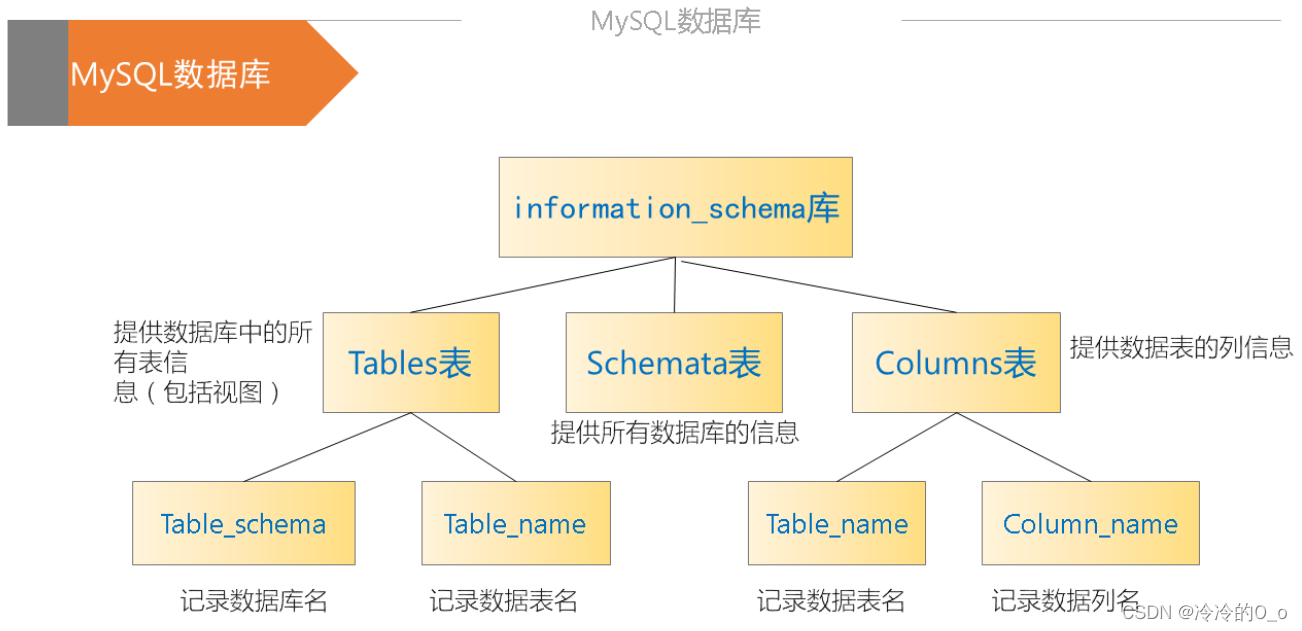 MySQL数据库
MySQL数据库
information_schema库
提供数据库中的所
有表信
息（包括视图）
Tables表
Schemata表
Columns表
提供数据表的列信息
提供所有数据库的信息
Table_schema
Table_name
Table_name
Column_name
记录数据库名
记录数据表名
记录数据表名
记录数据列名
CSDN @冷冷的O_o